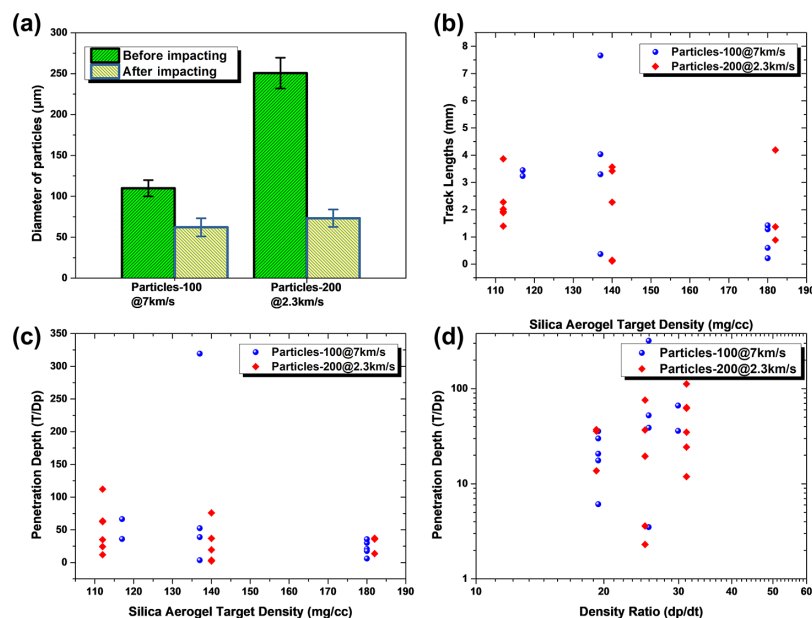 (a)
Before impacting
After impacting
Diameter of particles (µm)
350
300
250
200
150
100
50
0
Particles-100
@7km/s
Particles-200
@2.3km/s
(b)
Particles-100@7km/s
Particles-200@2.3km/s
Track Lengths (mm)
8
7
6
5
4
3
2
1
0
110 120 130 140 150 160 170 180 190
Silica Aerogel Target Density (mg/cc)
(c)
Particles-100@7km/s
Particles-200@2.3km/s
Penetration Depth (T/Dp)
350
300
250
200
150
100
50
0
110 120 130 140 150 160 170 180 190
Silica Aerogel Target Density (mg/cc)
(d)
Particles-100@7km/s
Particles-200@2.3km/s
Penetration Depth (T/Dp)
100
10
1
10 20 30 40 50 60
Density Ratio (dp/dt)